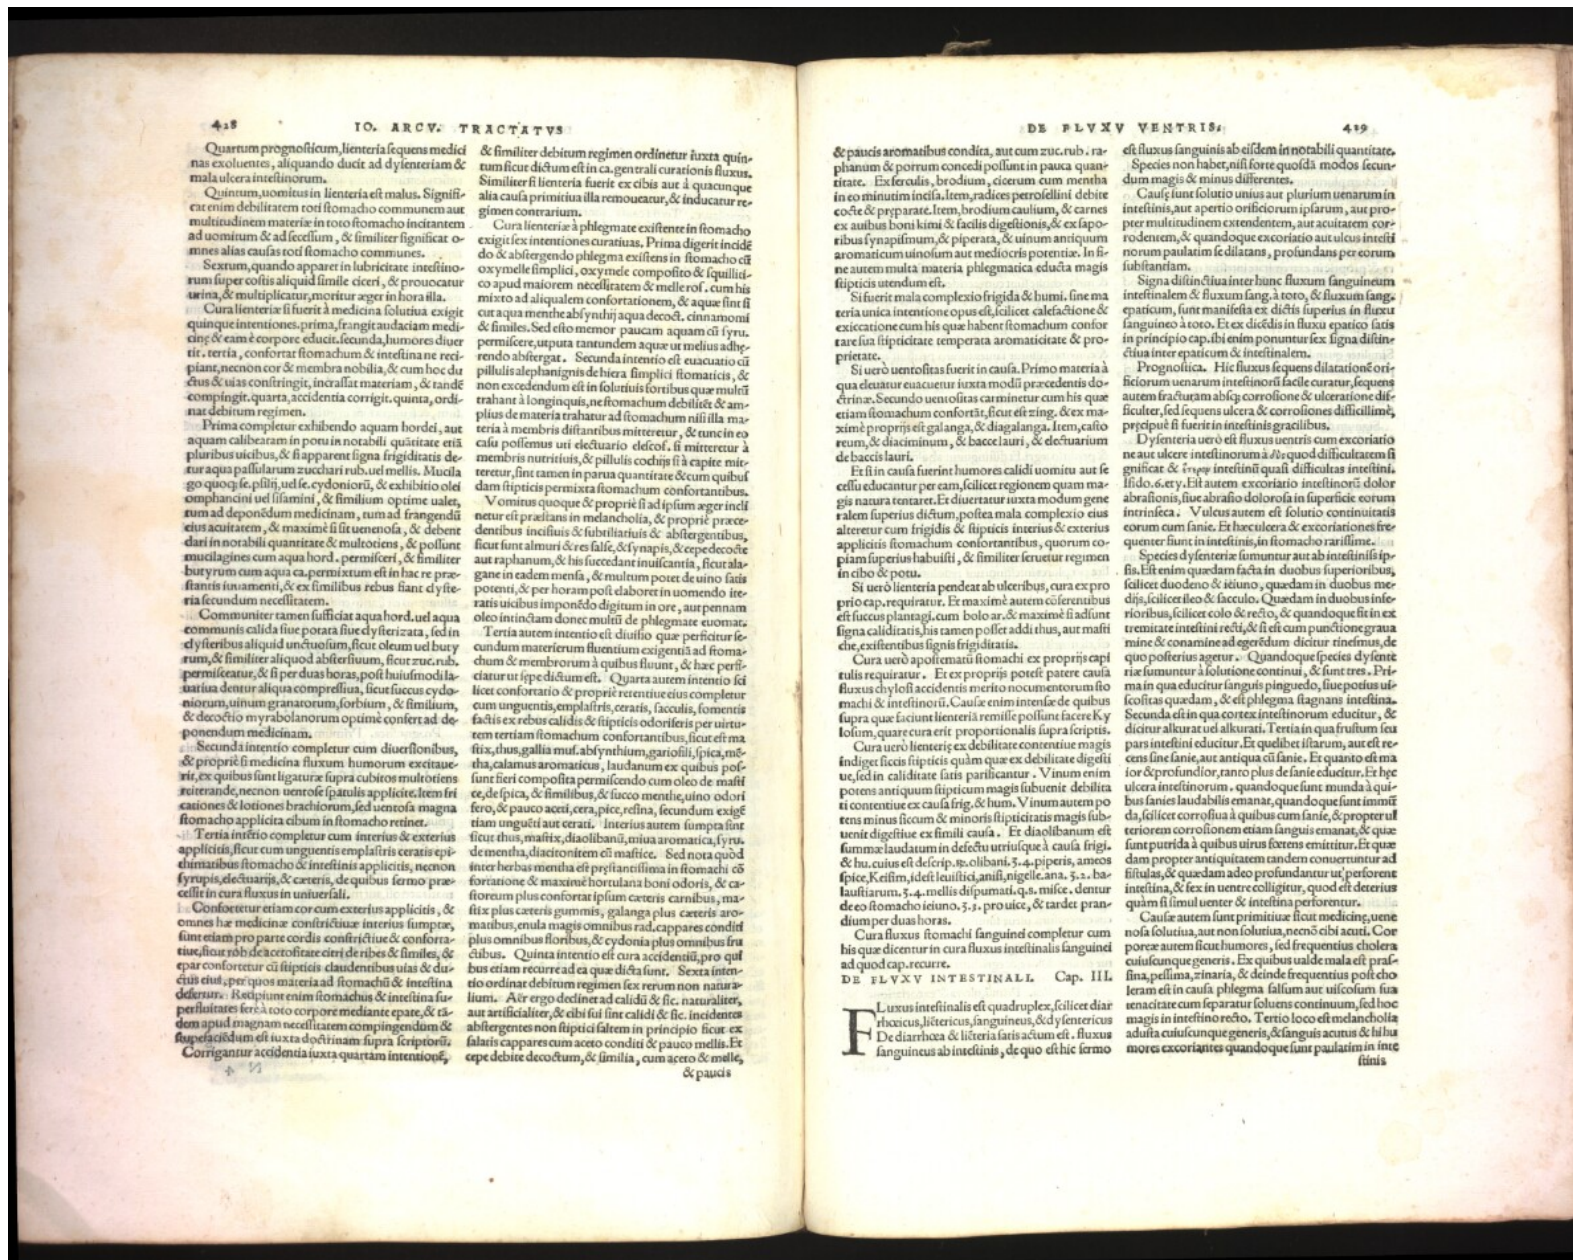 428
IO. ARCV. TRACTATVS
Quartum prognosticum, lienteria sequens medici
nas exoluentes, aliquando ducit ad dysenteriam &
mala ulcera intestinorum.
Quintum, uomitus in lienteria est malus. Signifi-
cat enim debilitatem toti stomacho communem aut
multitudinem materiæ in toto stomacho incitantem
ad uomitum & ad secessum, & similiter significat o-
mnes alias causas toti stomacho communes.
Sextum, quando apparet in lubricitate intestino-
rum super costis aliquid simile ciceri, & prouocatur
urina, & multiplicatur, moritur æger in hora illa.
Cura lienteriæ si fuerit à medicina solutiua exigit
quinque intentiones. prima, frangit audaciam medi-
cinę & eam è corpore educit. secunda, humores diuer
tit. tertia, confortat stomachum & intestina ne reci-
piant, necnon cor & membra nobilia, & cum hoc du
ctus & uias constringit, incrassat materiam, & tandē
compingit. quarta, accidentia corrigit. quinta, ordi-
nat debitum regimen.
Prima completur exhibendo aquam hordei, aut
aquam calibearam in potu in notabili quātitate etiā
pluribus uicibus, & si apparent signa frigiditatis de-
tur aqua passularum zucchari rub. uel mellis. Mucila
go quoq; se. psilij, uel se. cydoniorū, & exhibitio olei
omphancini uel sisamini, & similium optime ualet,
tum ad deponēdum medicinam, tum ad frangendū
eius acuitatem, & maximè si sit uenenosa, & debent
dari in notabili quantitate & multotiens, & possunt
mucilagines cum aqua hord. permisceri, & similiter
butyrum cum aqua ca. permixtum est in hac re præ-
stantis iuuamenti, & ex similibus rebus fiant clyste-
ria secundum necessitatem.
Communiter tamen sufficiat aqua hord. uel aqua
communis calida siue potata siue clysterizata, sed in
clysteribus aliquid unctuosum, sicut oleum uel buty
rum, & similiter aliquod abstersiuum, sicut zuc. rub.
permisceatur, & si per duas horas, post huiusmodi la-
uatiua dentur aliqua compressiua, sicut succus cydo-
niorum, uinum granatorum, sorbium, & similium,
& decoctio myrabolanorum optimè confert ad de-
ponendum medicinam.
Secunda intentio completur cum diuersionibus,
& propriè si medicina fluxum humorum excitaue-
rit, ex quibus sunt ligaturæ supra cubitos multotiens
reiterande, necnon uentose spatulis applicite. Item fri
cationes & lotiones brachiorum, sed uentosa magna
stomacho applicita cibum in stomacho retinet.
Tertia intētio completur cum interius & exterius
applicitis, sicut cum unguentis emplastris ceratis epi-
thimatibus stomacho & intestinis applicitis, necnon
syrupis, electuarijs, & cæteris, de quibus sermo præ-
cessit in cura fluxus in uniuersali.
Confortetur etiam cor cum exterius applicitis, &
omnes hæ medicinæ constrictiuæ interius sumptæ,
sunt etiam pro parte cordis constrictiue & conforta-
tiue, sicut rob de acetositate citri de ribes & similes, &
epar confortetur cū stipticis claudentibus uias & du-
ctus eius, per quos materia ad stomachū & intestina
defertur. Recipiunt enim stomachus & intestina su-
perfluitates ferè à toto corpore mediante epate, & tā-
dem apud magnam necessitatem compingendum &
stupefaciēdum est iuxta doctrinam supra scriptorū.
Corrigantur accidentia iuxta quartam intentionē,
& similiter debitum regimen ordinetur iuxta quin-
tum sicut dictum est in ca. generali curationis fluxus.
Similiter si lienteria fuerit ex cibis aut à quacunque
alia causa primitiua illa remoueatur, & inducatur re-
gimen contrarium.
Cura lienteriæ à phlegmate existente in stomacho
exigit sex intentiones curatiuas. Prima digerit incidē
do & abstergendo phlegma existens in stomacho cū
oxymelle simplici, oxymele composito & squilliti-
co apud maiorem necessitatem & melle ros. cum his
mixto ad aliqualem confortationem, & aquæ sint si
cut aqua menthe absynthij aqua decoct. cinnamomi
& similes. Sed esto memor paucam aquam cū syru.
permiscere, utputa tantundem aquæ ut melius adhę-
rendo abstergat. Secunda intentio est euacuatio cū
pillulis alephanginis de hiera simplici stomaticis, &
non excedendum est in solutiuis fortibus quæ multū
trahant à longinquis, ne stomachum debilitēt & am-
plius de materia trahatur ad stomachum nisi illa ma-
teria à membris distantibus mitteretur, & tunc in eo
casu possemus uti electuario elescof. si mitteretur à
membris nutritiuis, & pillulis cochijs si à capite mit-
teretur, sint tamen in parua quantitate & cum quibus
dam stipticis permixta stomachum confortantibus.
Vomitus quoque & propriè si ad ipsum æger incli
netur est præstans in melancholia, & propriè præce-
dentibus incisiuis & subtiliatiuis & abstergentibus,
sicut sunt almuri & res salse, & synapis, & cepe decocte
aut raphanum, & his succedant inuiscantia, sicut ala-
gane in eadem mensa, & multum potet de uino satis
potenti, & per horam post elaboret in uomendo ite-
ratis uicibus imponēdo digitum in ore, aut pennam
oleo intinctam donec multū de phlegmate euomat.
Tertia autem intentio est diuisio quæ perficitur se-
cundum materierum fluentium exigentiā ad stoma-
chum & membrorum à quibus fluunt, & hæc perfi-
ciatur ut sępe dictum est. Quarta autem intentio sci
licet confortatio & propriè retentiue eius completur
cum unguentis, emplastris, ceratis, sacculis, fomentis
factis ex rebus calidis & stipticis odoriferis per uirtu-
tem tertiam stomachum confortantibus, sicut est ma
stix, thus, gallia mus. absynthium, gariofili, spica, mē-
tha, calamus aromaticus, laudanum ex quibus pos-
sunt fieri composita permiscendo cum oleo de masti
ce, de spica, & similibus, & succo menthe, uino odori
fero, & pauco aceti, cera, pice, resina, secundum exigē
tiam unguēti aut cerati. Interius autem sumpta sint
sicut thus, mastix, diaolibanū, miua aromatica, syru.
de mentha, diacitonitem cū mastice. Sed nota quòd
inter herbas mentha est pręstantissima in stomachi cō
fortatione & maximè hortulana boni odoris, & ca-
storeum plus confortat ipsum cæteris carnibus, ma-
stix plus cæteris gummis, galanga plus cæteris aro-
matibus, enula magis omnibus rad. cappares conditi
plus omnibus floribus, & cydonia plus omnibus fru
ctibus. Quinta intentio est cura accidentiū, pro qui
bus etiam recurre ad ea quæ dicta sunt. Sexta inten-
tio ordinat debitum regimen sex rerum non natura-
lium. Aër ergo declinet ad calidū & sic. naturaliter,
aut artificialiter, & cibi sui sint calidi & sic. incidentes
abstergentes non stiptici saltem in principio sicut ex
salatis cappares cum aceto conditi & pauco mellis. Et
cepe debite decoctum, & similia, cum aceto & melle,
& paucis
DE FLVXV VENTRIS.
429
& paucis aromatibus condita, aut cum zuc. rub. ra-
phanum & porrum concedi possunt in pauca quan-
titate. Ex ferculis, brodium, cicerum cum mentha
in eo minutim incisa. Item, radices petrosellini debite
cocte & pręparate. Item, brodium caulium, & carnes
ex auibus boni kimi & facilis digestionis, & ex sapo-
ribus synapismum, & piperata, & uinum antiquum
aromaticum uinosum aut mediocris potentiæ. In fi-
ne autem multa materia phlegmatica educta magis
stipticis utendum est.
Si fuerit mala complexio frigida & humi. sine ma
teria unica intentione opus est, scilicet calefactione &
exiccatione cum his quæ habent stomachum confor
tare sua stipticitate temperata aromaticitate & pro-
prietate.
Si uerò uentositas fuerit in causa. Primo materia à
qua eleuatur euacuetur iuxta modū præcedentis do-
ctrinæ. Secundo uentositas carminetur cum his quæ
etiam stomachum confortāt, sicut est zing. & ex ma-
ximè proprijs est galanga, & diagalanga. Item, casto
reum, & diaciminum, & baccelauri, & electuarium
de baccis lauri.
Et si in causa fuerint humores calidi uomitu aut se
cessu educantur per eam, scilicet regionem quam ma-
gis natura tentaret. Et diuertatur iuxta modum gene
ralem superius dictum, postea mala complexio eius
alteretur cum frigidis & stipticis interius & exterius
applicitis stomachum confortantibus, quorum co-
piam superius habuisti, & similiter seruetur regimen
in cibo & potu.
Si uerò lienteria pendeat ab ulceribus, cura ex pro
prio cap. requiratur. Et maximè autem cōferentibus
est succus plantagi. cum bolo ar. & maximè si adsunt
signa caliditatis, his tamen posset addi thus, aut masti
che, existentibus signis frigiditatis.
Cura uerò apostematū stomachi ex proprijs capi
tulis requiratur. Et ex proprijs potest patere causa
fluxus chylosi accidentis merito nocumentorum sto
machi & intestinorū. Causæ enim intensæ de quibus
supra quæ faciunt lienteriā remisse possunt facere Ky
losum, quare cura erit proportionalis supra scriptis.
Cura uerò lienterię ex debilitate contentiue magis
indiget siccis stipticis quàm quæ ex debilitate digesti
uę, sed in caliditate satis parificantur. Vinum enim
potens antiquum stipticum magis subuenit debilita
ti contentiue ex causa frig. & hum. Vinum autem po
tens minus siccum & minoris stipticitatis magis sub-
uenit digestiue ex simili causa. Et diaolibanum est
summæ laudatum in defectu utriusque à causa frigi.
& hu. cuius est descrip. ꝶ. olibani. ʒ. 4. piperis, ameos
spice, Keisim, idest leuistici, anisi, nigelle. ana. ʒ. 2. ba-
laustiarum. ʒ. 4. mellis dispumati. q. s. misce. dentur
de eo stomacho ieiuno. ʒ. 3. pro uice, & tardet pran-
dium per duas horas.
Cura fluxus stomachi sanguinei completur cum
his quæ dicentur in cura fluxus intestinalis sanguinei
ad quod cap. recurre.
DE FLVXV INTESTINALI. Cap. III.
FLuxus intestinalis est quadruplex, scilicet diar
rhœicus, liētericus, sanguineus, & dysentericus
De diarrhœa & liēteria satis actum est. fluxus
sanguineus ab intestinis, de quo est hic sermo
est fluxus sanguinis ab eisdem in notabili quantitate.
Species non habet, nisi forte quosdā modos secun-
dum magis & minus differentes.
Causę sunt solutio unius aut plurium uenarum in
intestinis, aut apertio orificiorum ipsarum, aut pro-
pter multitudinem extendentem, aut acuitatem cor-
rodentem, & quandoque excoriatio aut ulcus intesti
norum paulatim se dilatans, profundans per eorum
substantiam.
Signa distinctiua inter hunc fluxum sanguineum
intestinalem & fluxum sang. à toto, & fluxum sang.
epaticum, sunt manifesta ex dictis superius in fluxu
sanguineo à toto. Et ex dicēdis in fluxu epatico satis
in principio cap. ibi enim ponuntur sex signa distin-
ctiua inter epaticum & intestinalem.
Prognostica. Hic fluxus sequens dilatationē ori-
ficiorum uenarum intestinorū facile curatur, sequens
autem fracturam absq; corrosione & ulceratione dif-
ficulter, sed sequens ulcera & corrosiones difficillimè,
pręcipuè si fuerit in intestinis gracilibus.
Dysenteria uerò est fluxus uentris cum excoriatio
ne aut ulcere intestinorum à δὶς quod difficultatem si
gnificat & ἔντερον intestinū quasi difficultas intestini.
Isido. 6. ety. Est autem excoriatio intestinorū dolor
abrasionis, siue abrasio dolorosa in superficie eorum
intrinseca. Vulcus autem est solutio continuitatis
eorum cum sanie. Et hæc ulcera & excoriationes fre-
quenter fiunt in intestinis, in stomacho rarissime.
Species dysenteriæ sumuntur aut ab intestinis ip-
sis. Est enim quædam facta in duobus superioribus,
scilicet duodeno & ieiuno, quædam in duobus me-
dijs, scilicet ileo & sacculo. Quædam in duobus infe-
rioribus, scilicet colo & recto, & quandoque fit in ex
tremitate intestini recti, & si est cum punctione graua
mine & conamine ad egerēdum dicitur tinesmus, de
quo posterius agetur. Quandoque species dysente
riæ sumuntur à solutione continui, & sunt tres. Pri-
ma in qua educitur sanguis pinguedo, siue potius ui-
scositas quædam, & est phlegma stagnans intestina.
Secunda est in qua cortex intestinorum educitur, &
dicitur alkurat uel alkurati. Tertia in qua frustum seu
pars intestini educitur. Et quelibet istarum, aut est re-
cens sine sanie, aut antiqua cū sanie. Et quanto est ma
ior & profundior, tanto plus de sanie educitur. Et hęc
ulcera intestinorum. quandoque sunt munda à qui-
bus sanies laudabilis emanat, quandoque sunt immū
da, scilicet corrosiua à quibus cum sanie, & propter ul
teriorem corrosionem etiam sanguis emanat, & quæ
sunt putrida à quibus uirus fœtens emittitur. Et quæ
dam propter antiquitatem tandem conuertuntur ad
fistulas, & quædam adeo profundantur ut perforent
intestina, & fex in uentre colligitur, quod est deterius
quàm si simul uenter & intestina perforentur.
Causæ autem sunt primitiuæ sicut medicinę, uene
nosa solutiua, aut non solutiua, necnō cibi acuti. Cor
poreæ autem sicut humores, sed frequentius cholera
cuiuscunque generis. Ex quibus ualde mala est pras-
sina, pessima, zinaria, & deinde frequentius post cho
leram est in causa phlegma salsum aut uiscosum sua
tenacitate cum separatur soluens continuum, sed hoc
magis in intestino recto. Tertio loco est melancholia
adusta cuiuscunque generis, & sanguis acutus & hi hu
mores excoriantes quandoque sunt paulatim in inte
stinis